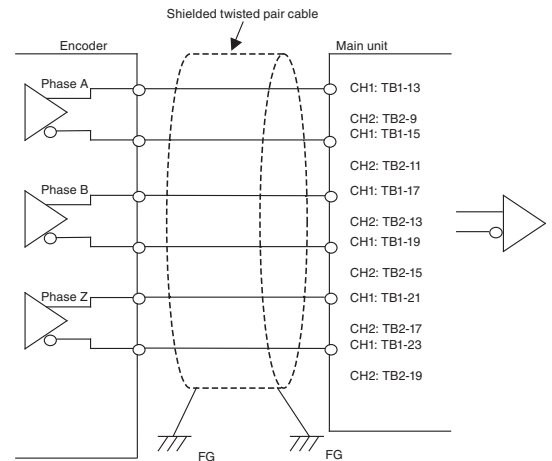 Shielded twisted pair cable
Encoder
Main unit
Phase A
CH1: TB1-13
CH2: TB2-9
CH1: TB1-15
CH2: TB2-11
Phase B
CH1: TB1-17
CH2: TB2-13
CH1: TB1-19
CH2: TB2-15
Phase Z
CH1: TB1-21
CH2: TB2-17
CH1: TB1-23
CH2: TB2-19
FG
FG